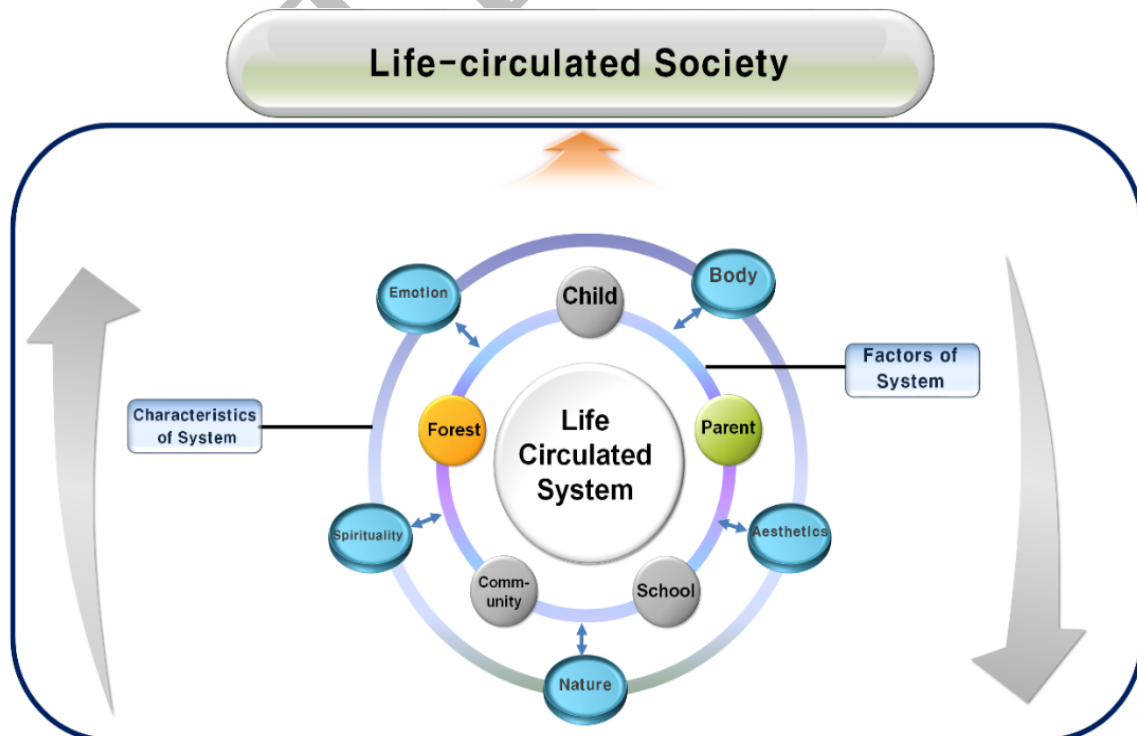 Life-circulated Society
Body
Emotion
Child
Factors of
System
Characteristics
of System
Forest
Life
Circulated
System
Parent
Spirituality
Aesthetics
Comm-
unity
School
Nature